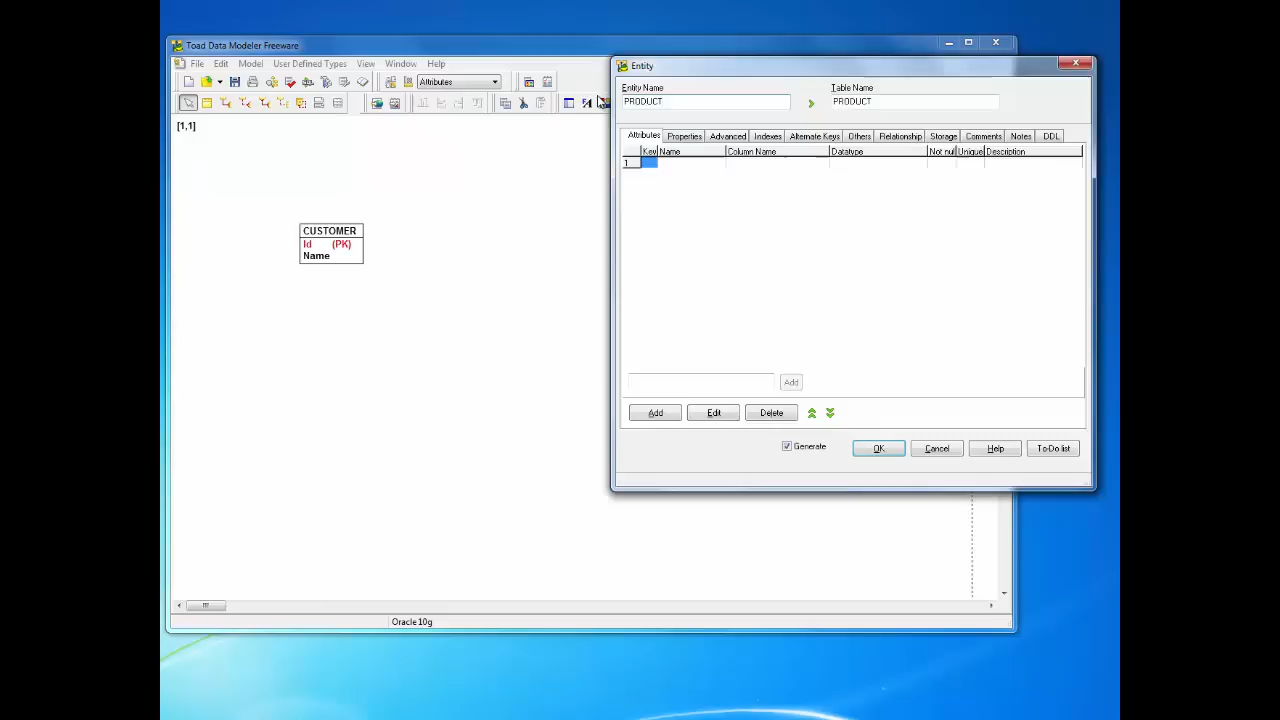 Toad Data Modeler Freeware
File Edit Model User Defined Types View Window Help
Attributes
[1,1]
CUSTOMER
Id (PK)
Name
Oracle 10g
Entity
Entity Name
Table Name
PRODUCT
PRODUCT
Attributes Properties Advanced Indexes Alternate Keys Others Relationship Storage Comments Notes DDL
Key Name Column Name Datatype Not nul Unique Description
1
Add
Add Edit Delete
Generate OK Cancel Help To-Do list